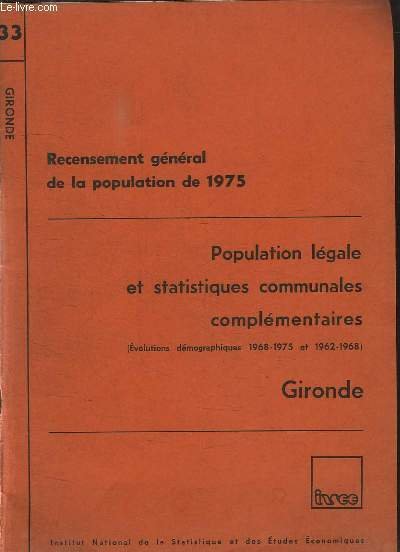 Le-Livre.com
33
GIRONDE
Recensement général
de la population de 1975
Population légale
et statistiques communales
complémentaires
(Évolutions démographiques 1968-1975 et 1962-1968)
Gironde
insee
Institut National de la Statistique et des Études Économiques